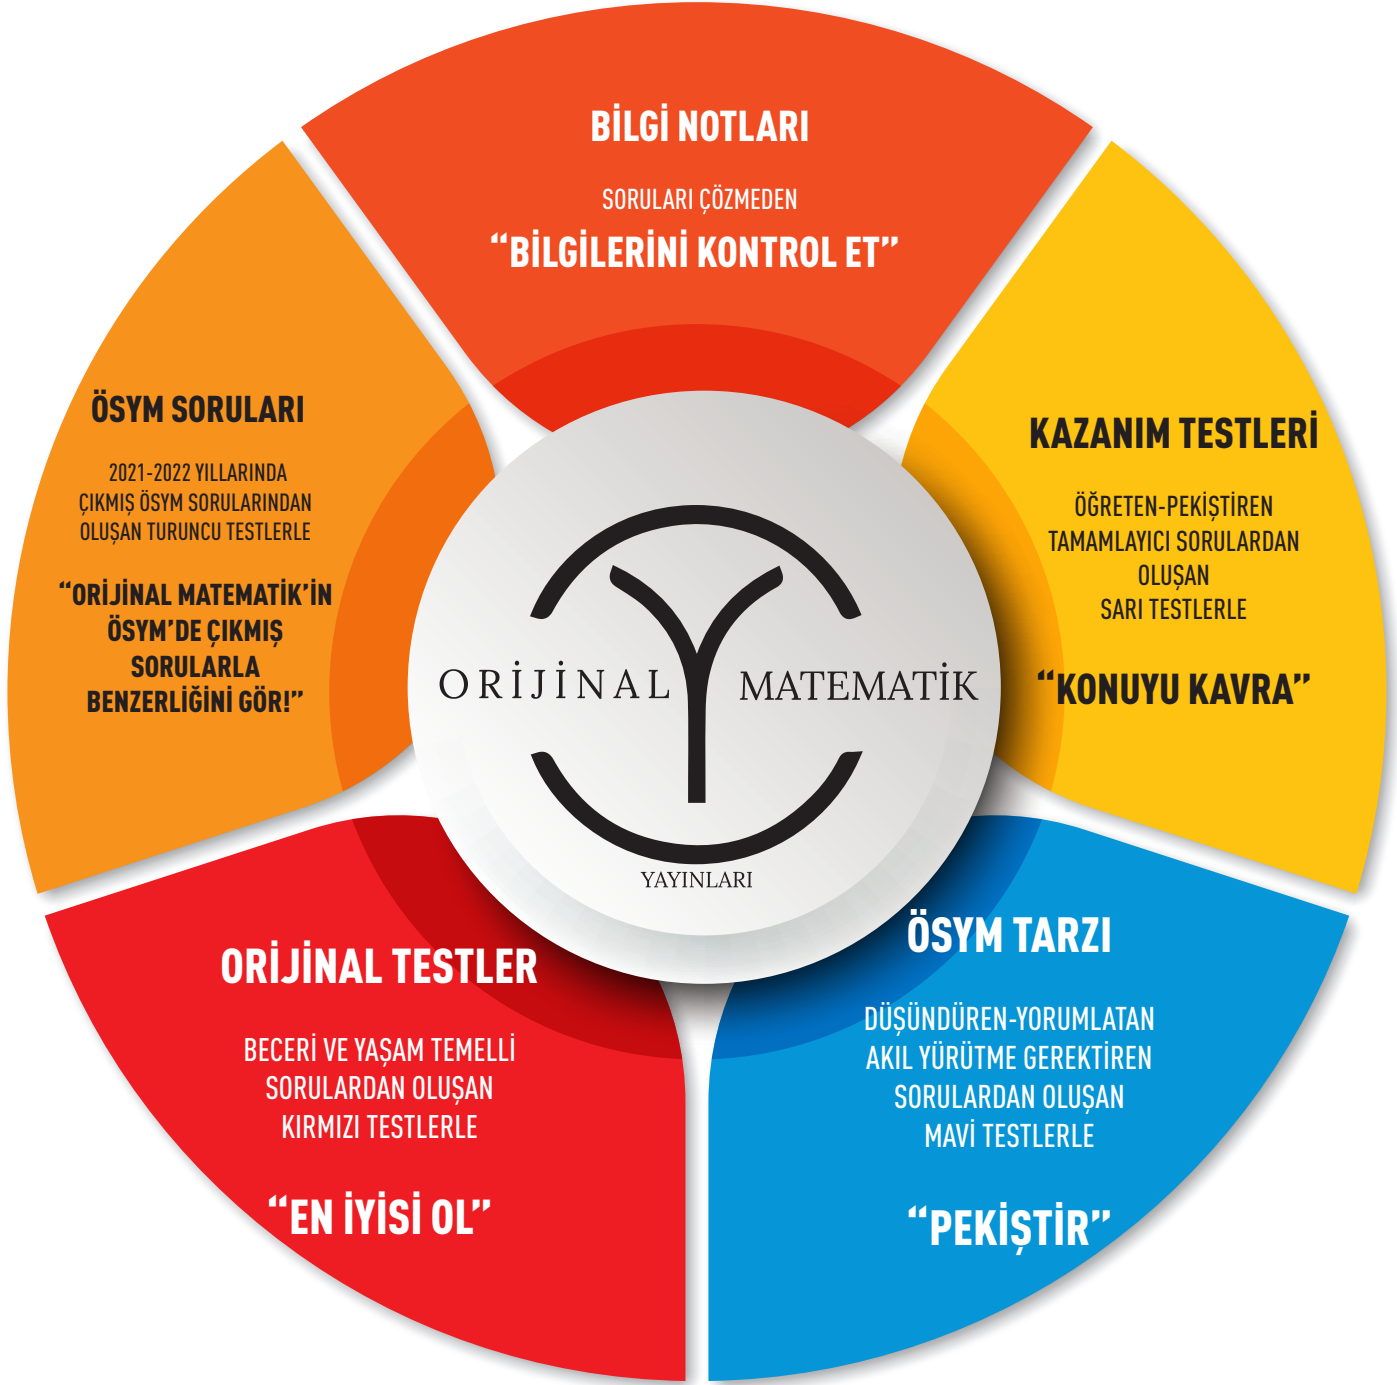 BİLGİ NOTLARI
SORULARI ÇÖZMEDEN
“BİLGİLERİNİ KONTROL ET”
KAZANIM TESTLERİ
ÖĞRETEN-PEKİŞTİREN
TAMAMLAYICI SORULARDAN
OLUŞAN
SARI TESTLERLE
“KONUYU KAVRA”
ÖSYM TARZI
DÜŞÜNDÜREN-YORUMLATAN
AKIL YÜRÜTME GEREKTİREN
SORULARDAN OLUŞAN
MAVİ TESTLERLE
“PEKİŞTİR”
ORİJİNAL TESTLER
BECERİ VE YAŞAM TEMELLİ
SORULARDAN OLUŞAN
KIRMIZI TESTLERLE
“EN İYİSİ OL”
ÖSYM SORULARI
2021-2022 YILLARINDA
ÇIKMIŞ ÖSYM SORULARINDAN
OLUŞAN TURUNCU TESTLERLE
“ORİJİNAL MATEMATİK’İN
ÖSYM’DE ÇIKMIŞ
SORULARLA
BENZERLİĞİNİ GÖR!”
ORİJİNAL MATEMATİK
YAYINLARI